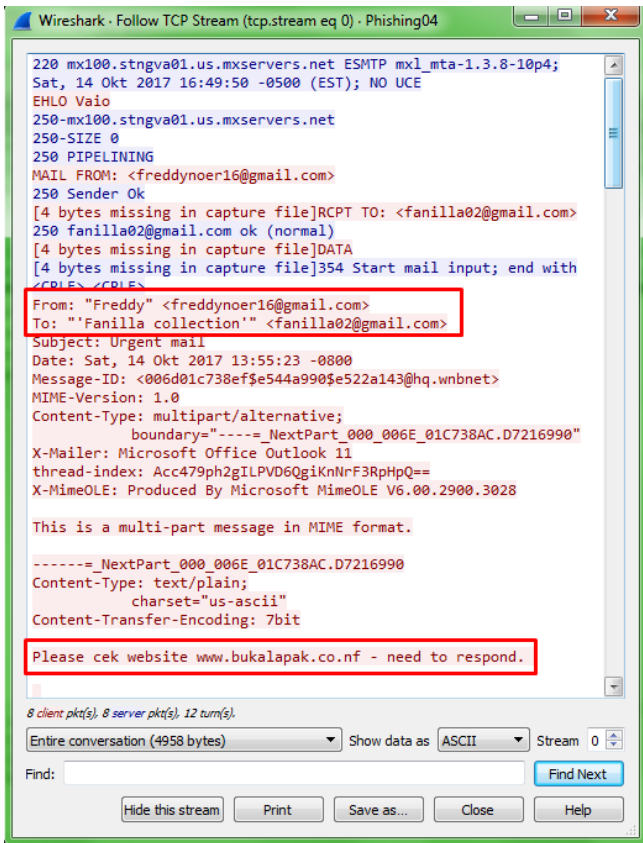 Wireshark · Follow TCP Stream (tcp.stream eq 0) · Phishing04
220 mx100.stngva01.us.mxservers.net ESMTP mxl_mta-1.3.8-10p4;
Sat, 14 Okt 2017 16:49:50 -0500 (EST); NO UCE
EHLO Vaio
250-mx100.stngva01.us.mxservers.net
250-SIZE 0
250 PIPELINING
MAIL FROM: <freddynoer16@gmail.com>
250 Sender Ok
[4 bytes missing in capture file]RCPT TO: <fanilla02@gmail.com>
250 fanilla02@gmail.com ok (normal)
[4 bytes missing in capture file]DATA
[4 bytes missing in capture file]354 Start mail input; end with
<CRLF>.<CRLF>
From: "Freddy" <freddynoer16@gmail.com>
To: "'Fanilla collection'" <fanilla02@gmail.com>
Subject: Urgent mail
Date: Sat, 14 Okt 2017 13:55:23 -0800
Message-ID: <006d01c738ef$e544a990$e522a143@hq.wnbnet>
MIME-Version: 1.0
Content-Type: multipart/alternative;
boundary="----=_NextPart_000_006E_01C738AC.D7216990"
X-Mailer: Microsoft Office Outlook 11
thread-index: Acc479ph2gILPVD6QgiKnNrF3RpHpQ==
X-MimeOLE: Produced By Microsoft MimeOLE V6.00.2900.3028
This is a multi-part message in MIME format.
------=_NextPart_000_006E_01C738AC.D7216990
Content-Type: text/plain;
charset="us-ascii"
Content-Transfer-Encoding: 7bit
Please cek website www.bukalapak.co.nf - need to respond.
8 client pkt(s), 8 server pkt(s), 12 turn(s).
Entire conversation (4958 bytes) Show data as ASCII Stream 0
Find: Find Next
Hide this stream Print Save as... Close Help